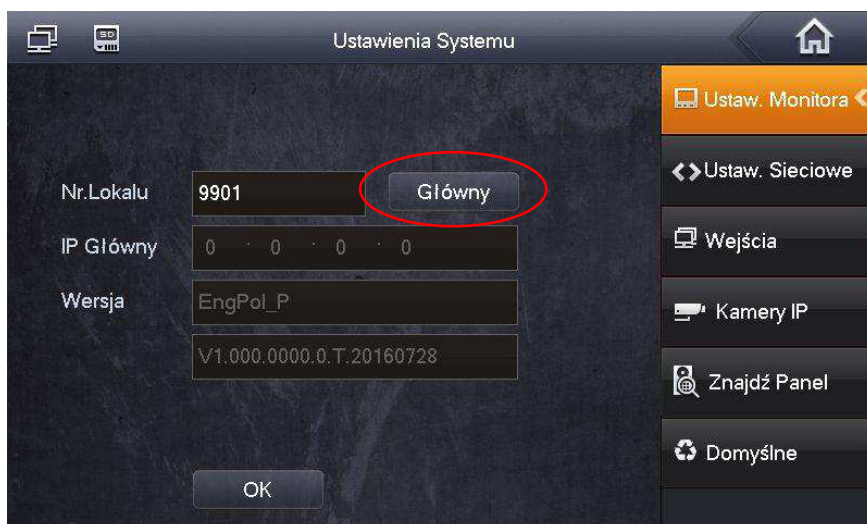 SD
Ustawienia Systemu
Ustaw. Monitora
Ustaw. Sieciowe
Wejścia
Kamery IP
Znajdź Panel
Domyślne
Nr.Lokalu 9901 Główny
IP Główny 0 . 0 . 0 . 0
Wersja EngPol_P
V1.000.0000.0.T.20160728
OK